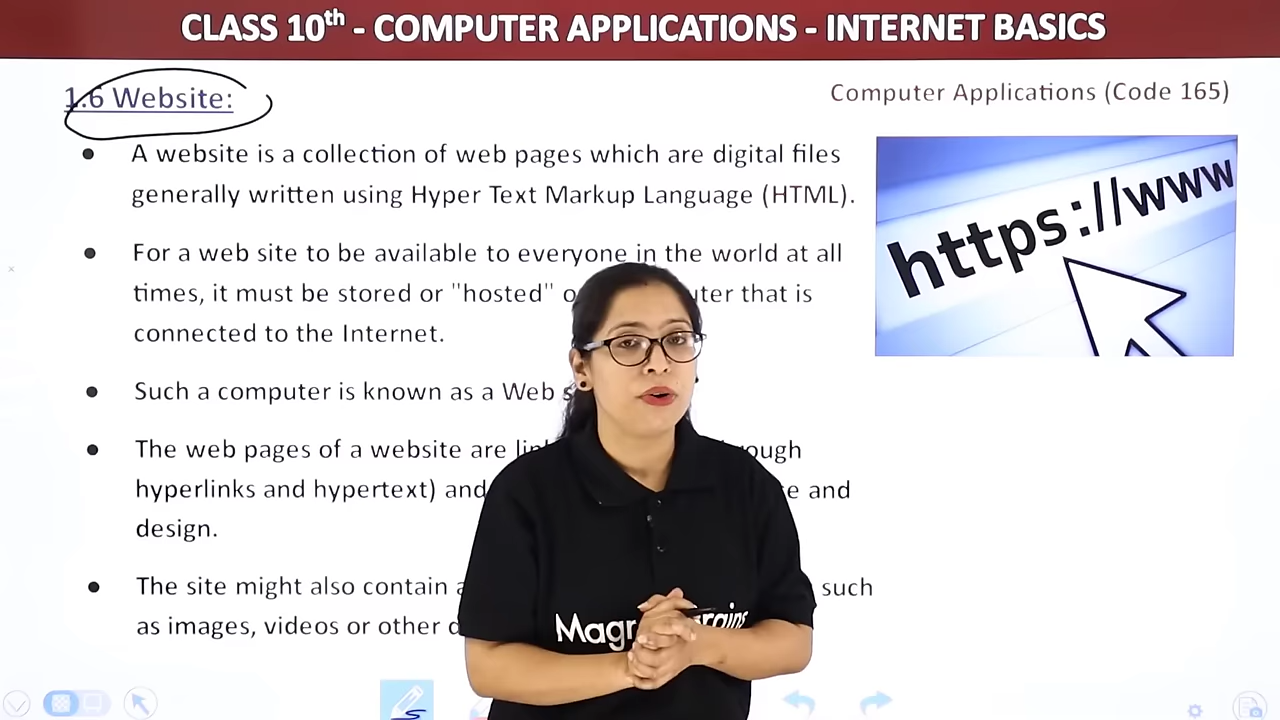 CLASS 10th - COMPUTER APPLICATIONS - INTERNET BASICS
1.6 Website:
Computer Applications (Code 165)
• A website is a collection of web pages which are digital files
generally written using Hyper Text Markup Language (HTML).
• For a web site to be available to everyone in the world at all
times, it must be stored or "hosted" that is
connected to the Internet.
• Such a computer is known as a Web
• The web pages of a website are
hyperlinks and hypertext) and and
design.
• The site might also contain such
as images, videos or other
https://www